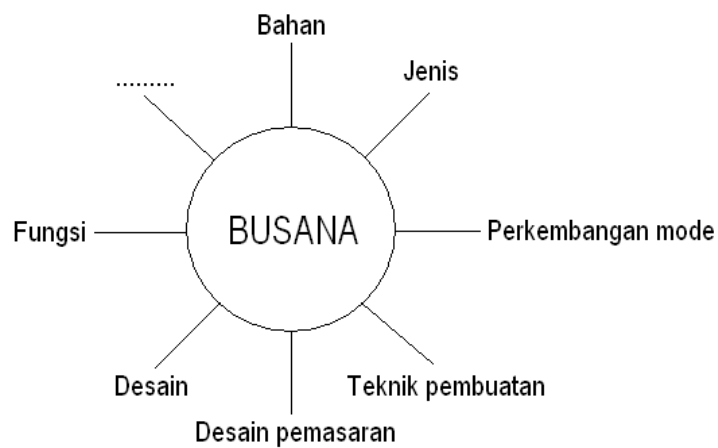 Bahan
Jenis
.........
Fungsi
BUSANA
Perkembangan mode
Desain
Teknik pembuatan
Desain pemasaran